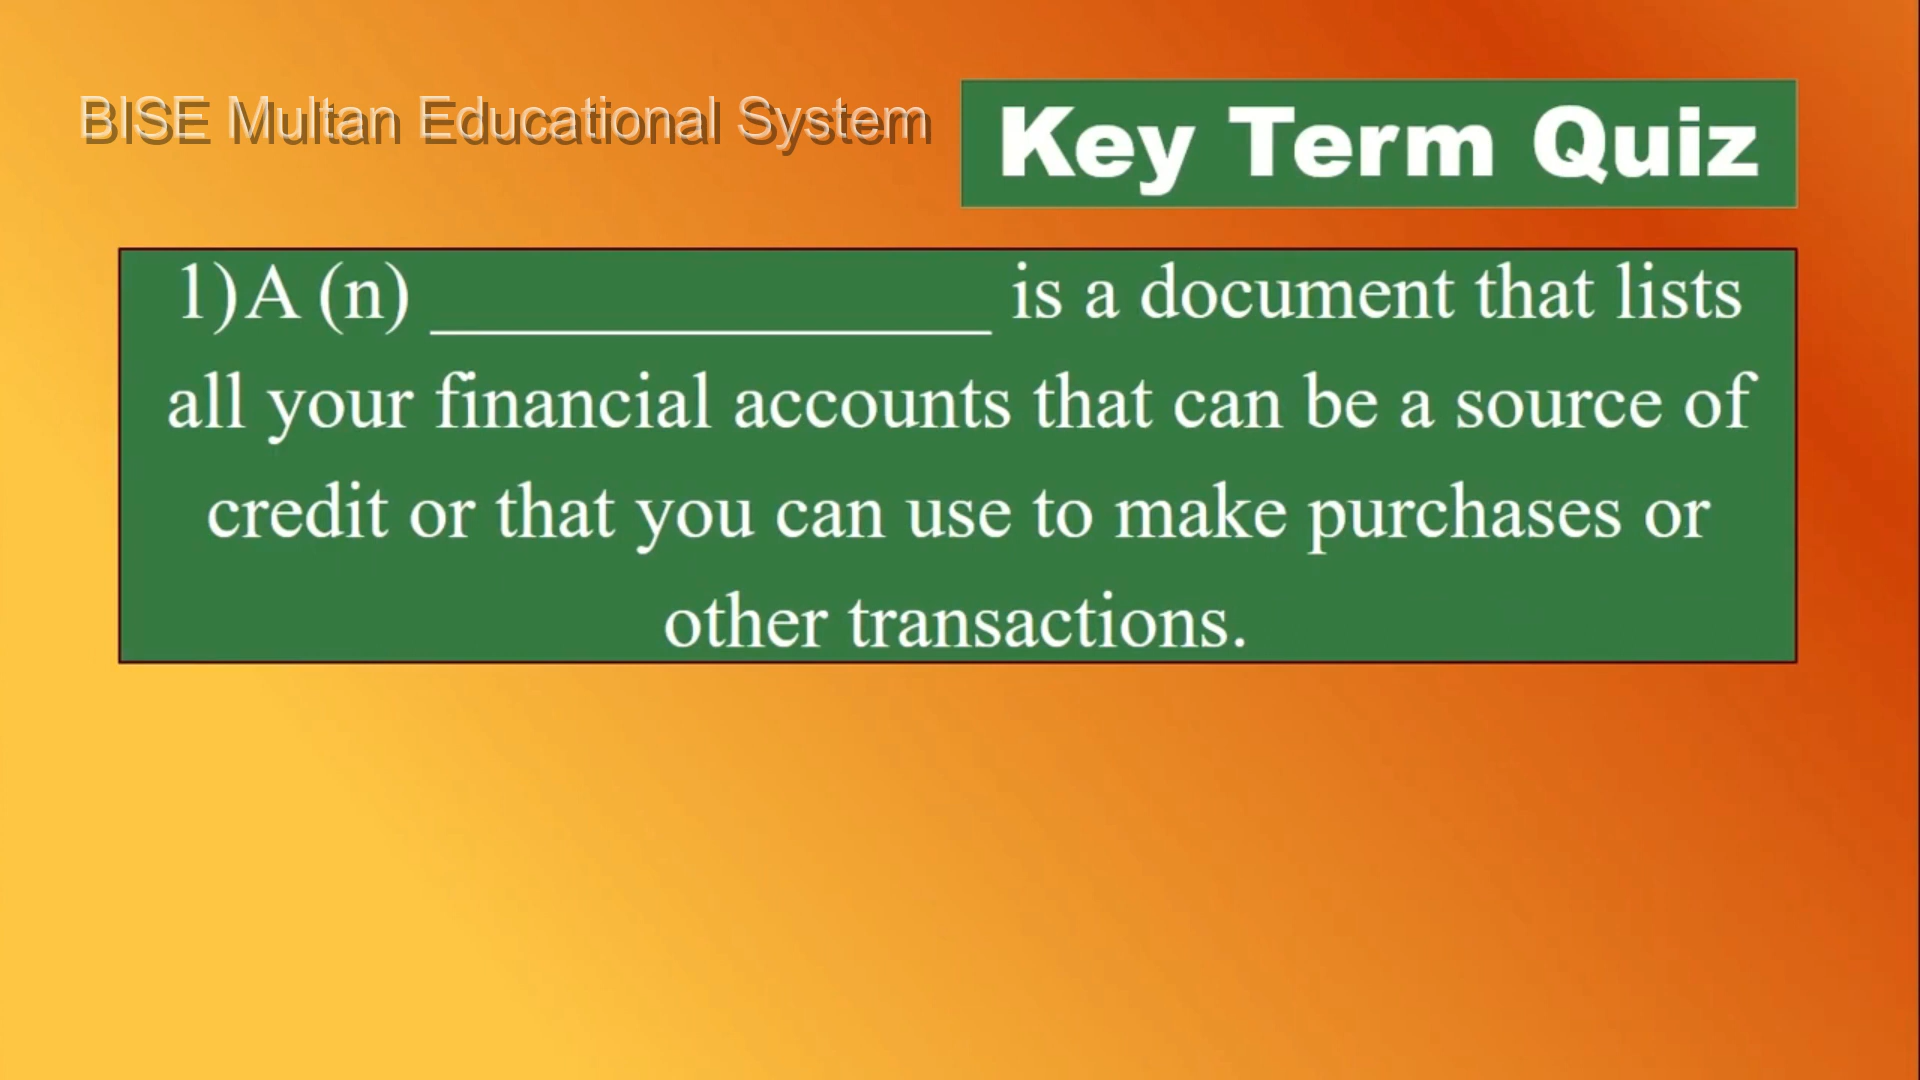 BISE Multan Educational System
Key Term Quiz
1)A (n) ________________ is a document that lists
all your financial accounts that can be a source of
credit or that you can use to make purchases or
other transactions.